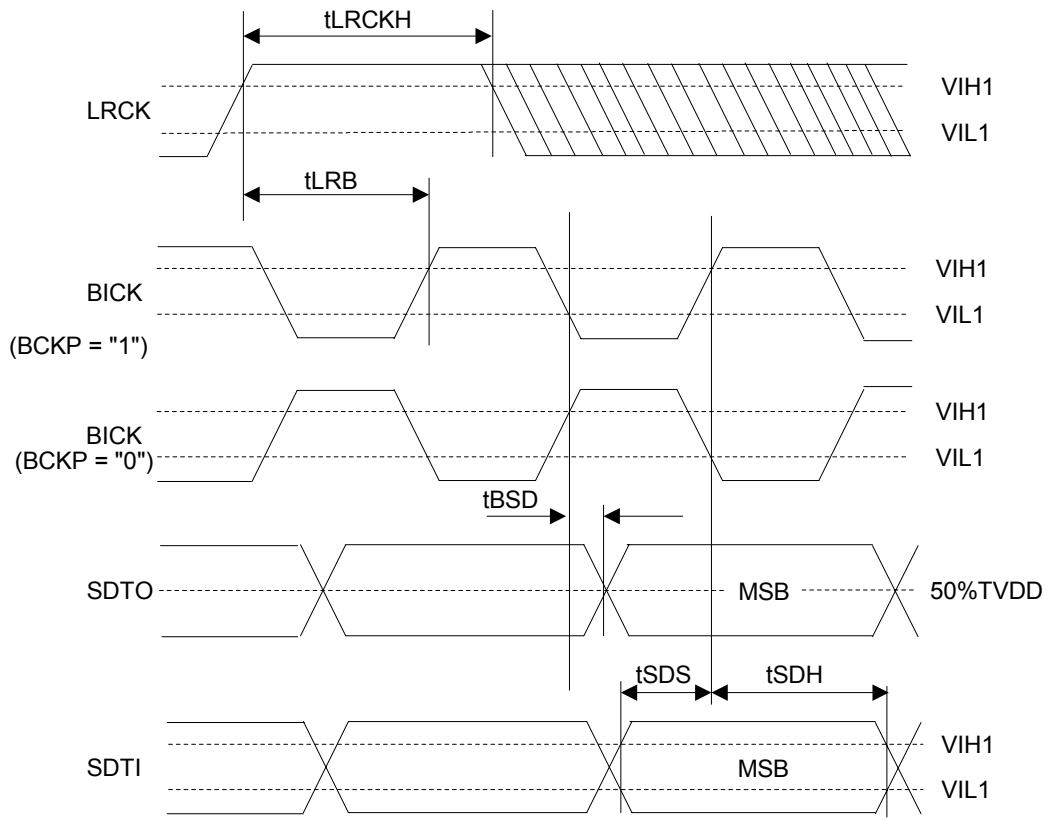 tLRCKH
LRCK
VIH1
VIL1
tLRB
BICK
(BCKP = "1")
VIH1
VIL1
BICK
(BCKP = "0")
VIH1
VIL1
tBSD
SDTO
MSB
50%TVDD
tSDS
tSDH
SDTI
MSB
VIH1
VIL1